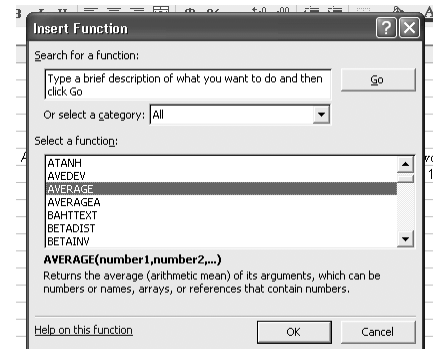 Insert Function
Search for a function:
Type a brief description of what you want to do and then
click Go
Go
Or select a category: All
Select a function:
ATANH
AVEDEV
AVERAGE
AVERAGEA
BAHTTEXT
BETADIST
BETAINV
AVERAGE(number1,number2,...)
Returns the average (arithmetic mean) of its arguments, which can be
numbers or names, arrays, or references that contain numbers.
Help on this function
OK
Cancel